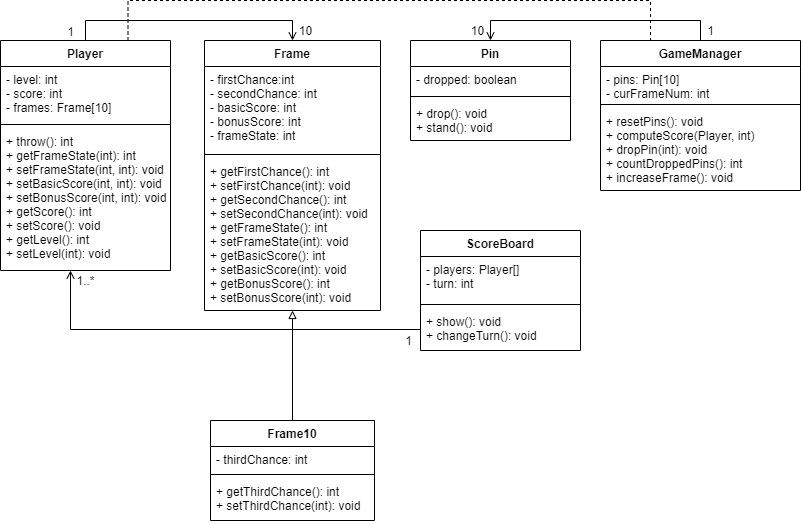 1
10
10
1
Player
- level: int
- score: int
- frames: Frame[10]
+ throw(): int
+ getFrameState(int): int
+ setFrameState(int, int): void
+ setBasicScore(int, int): void
+ setBonusScore(int, int): void
+ getScore(): int
+ setScore(): void
+ getLevel(): int
+ setLevel(int): void
Frame
- firstChance:int
- secondChance: int
- basicScore: int
- bonusScore: int
- frameState: int
+ getFirstChance(): int
+ setFirstChance(int): void
+ getSecondChance(): int
+ setSecondChance(int): void
+ getFrameState(): int
+ setFrameState(int): void
+ getBasicScore(): int
+ setBasicScore(int): void
+ getBonusScore(): int
+ setBonusScore(int): void
Pin
- dropped: boolean
+ drop(): void
+ stand(): void
GameManager
- pins: Pin[10]
- curFrameNum: int
+ resetPins(): void
+ computeScore(Player, int)
+ dropPin(int): void
+ countDroppedPins(): int
+ increaseFrame(): void
ScoreBoard
- players: Player[]
- turn: int
+ show(): void
+ changeTurn(): void
1..*
1
Frame10
- thirdChance: int
+ getThirdChance(): int
+ setThirdChance(int): void